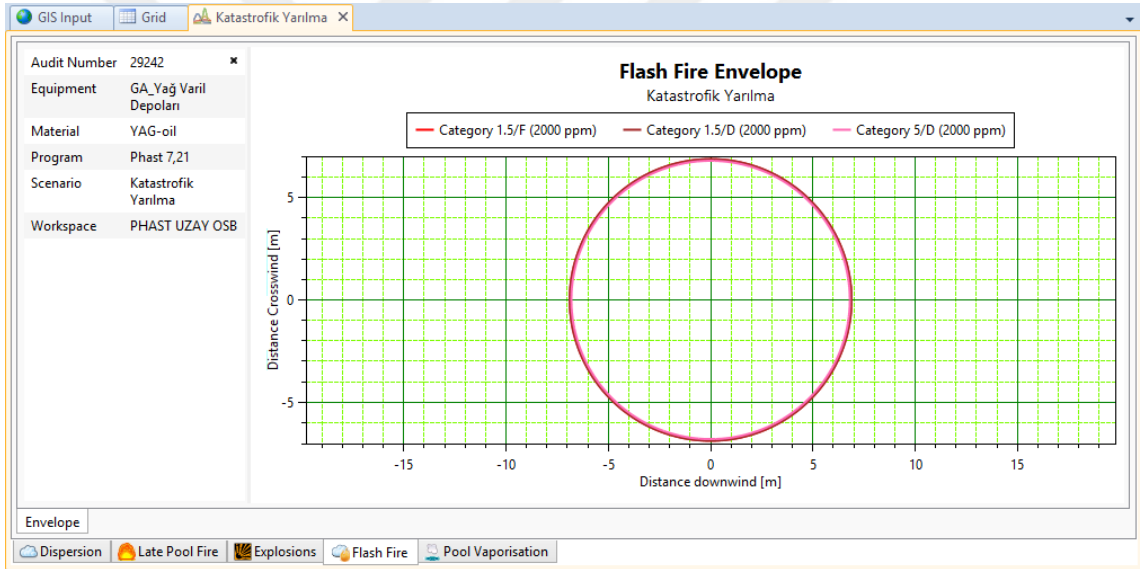 GIS Input Grid Katastrofik Yarılma
Audit Number 29242
Equipment GA_Yağ Varil
Depoları
Material YAG-oil
Program Phast 7,21
Scenario Katastrofik
Yarılma
Workspace PHAST UZAY OSB
Flash Fire Envelope
Katastrofik Yarılma
Category 1.5/F (2000 ppm) Category 1.5/D (2000 ppm) Category 5/D (2000 ppm)
Distance Crosswind [m]
5
0
-5
-15 -10 -5 0 5 10 15
Distance downwind [m]
Envelope
Dispersion Late Pool Fire Explosions Flash Fire Pool Vaporisation